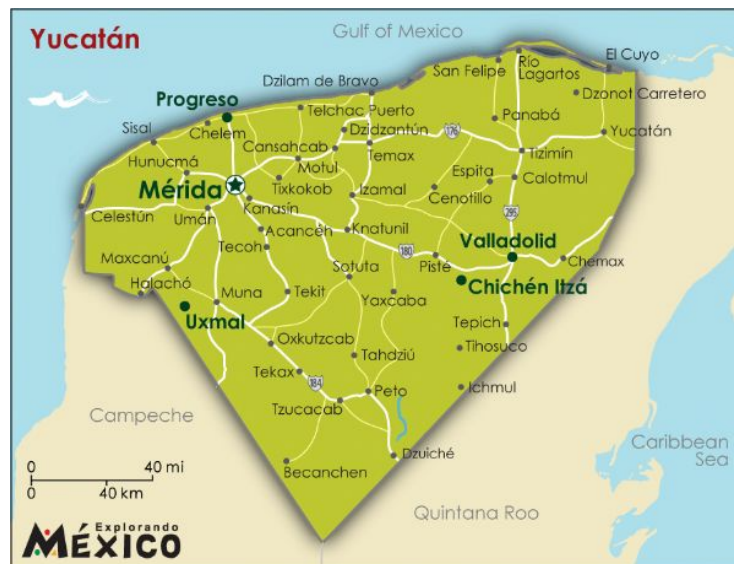 Yucatán
Gulf of Mexico
El Cuyo
Río
Lagartos
San Felipe
Dzilam de Bravo
Dzonot Carretero
Progreso
Telchac Puerto
Panabá
Sisal
Chelem
Dzidzantún
176
Yucatán
Cansahcab
Hunucmá
Motul
Temax
Tizimín
Mérida
Tixkokob
Espita
Calotmul
Izamal
Cenotillo
Celestún
Umán
Kanasín
295
Acancéh
Knatunil
Valladolid
Tecoh
180
Maxcanú
Sotuta
Pisté
Chemax
Holachó
Chichén Itzá
Muna
Tekit
Yaxcaba
Uxmal
Tepich
Oxkutzcab
Tahdziú
Tihosuco
Tekax
184
Peto
Ichmul
Tzucacab
Campeche
Caribbean
Sea
Dzuiché
Becanchen
0
40 mi
0
40 km
Quintana Roo
Explorando
MÉXICO